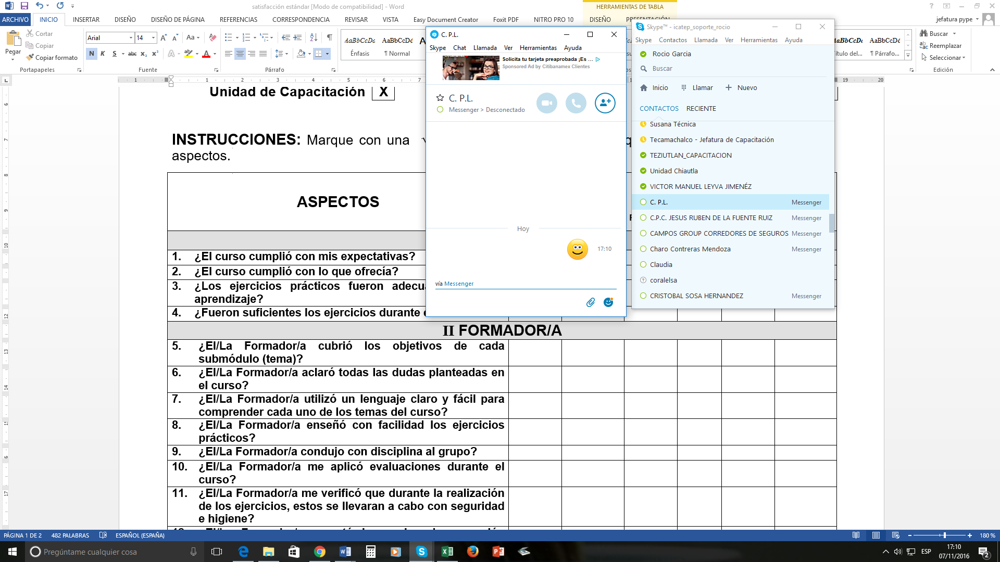 satisfacción estándar [Modo de compatibilidad] - Word
HERRAMIENTAS DE TABLA
ARCHIVO INICIO INSERTAR DISEÑO DISEÑO DE PÁGINA REFERENCIAS CORRESPONDENCIA REVISAR VISTA Easy Document Creator Foxit PDF NITRO PRO 10 DISEÑO PRESENTACIÓN
jefatura pype
Pegar
Cortar
Copiar
Copiar formato
Portapapeles
Arial 14
Fuente
Párrafo
AaBbCcDc AaBbCcDc
Énfasis ¶ Normal
AaBbCcDc
¶ Párrafo...
Buscar
Reemplazar
Seleccionar
Edición
Unidad de Capacitación X
INSTRUCCIONES: Marque con una
aspectos.
ASPECTOS
1. ¿El curso cumplió con mis expectativas?
2. ¿El curso cumplió con lo que ofrecía?
3. ¿Los ejercicios prácticos fueron
aprendizaje?
4. ¿Fueron suficientes los ejercicios durante
II FORMADOR/A
5. ¿El/La Formador/a cubrió los objetivos de cada
submódulo (tema)?
6. ¿El/La Formador/a aclaró todas las dudas planteadas en
el curso?
7. ¿El/La Formador/a utilizó un lenguaje claro y fácil para
comprender cada uno de los temas del curso?
8. ¿El/La Formador/a enseñó con facilidad los ejercicios
prácticos?
9. ¿El/La Formador/a condujo con disciplina al grupo?
10. ¿El/La Formador/a me aplicó evaluaciones durante el
curso?
11. ¿El/La Formador/a me verificó que durante la realización
de los ejercicios, estos se llevaran a cabo con seguridad
e higiene?
C. P.L.
Skype Chat Llamada Ver Herramientas Ayuda
Solicita tu tarjeta preaprobada ¡Es ...
Sponsored Ad by Citibanamex Clientes
C. P.L.
Messenger > Desconectado
Hoy
17:10
vía Messenger
Skype™ - icatep_soporte_rocio
Skype Contactos Llamada Ver Herramientas Ayuda
Rocio Garcia
Buscar
Inicio Llamar Nuevo
CONTACTOS RECIENTE
Susana Técnica
Tecamachalco - Jefatura de Capacitación
TEZIUTLAN_CAPACITACION
Unidad Chiautla
VICTOR MANUEL LEYVA JIMENÉZ
C. P.L. Messenger
C.P.C. JESUS RUBEN DE LA FUENTE RUIZ Messenger
CAMPOS GROUP CORREDORES DE SEGUROS Messenger
Charo Contreras Mendoza Messenger
Claudia
coralelsa
CRISTOBAL SOSA HERNANDEZ Messenger
PÁGINA 1 DE 2 482 PALABRAS ESPAÑOL (ESPAÑA) 180 %
Pregúntame cualquier cosa
ESP
17:10
07/11/2016
2